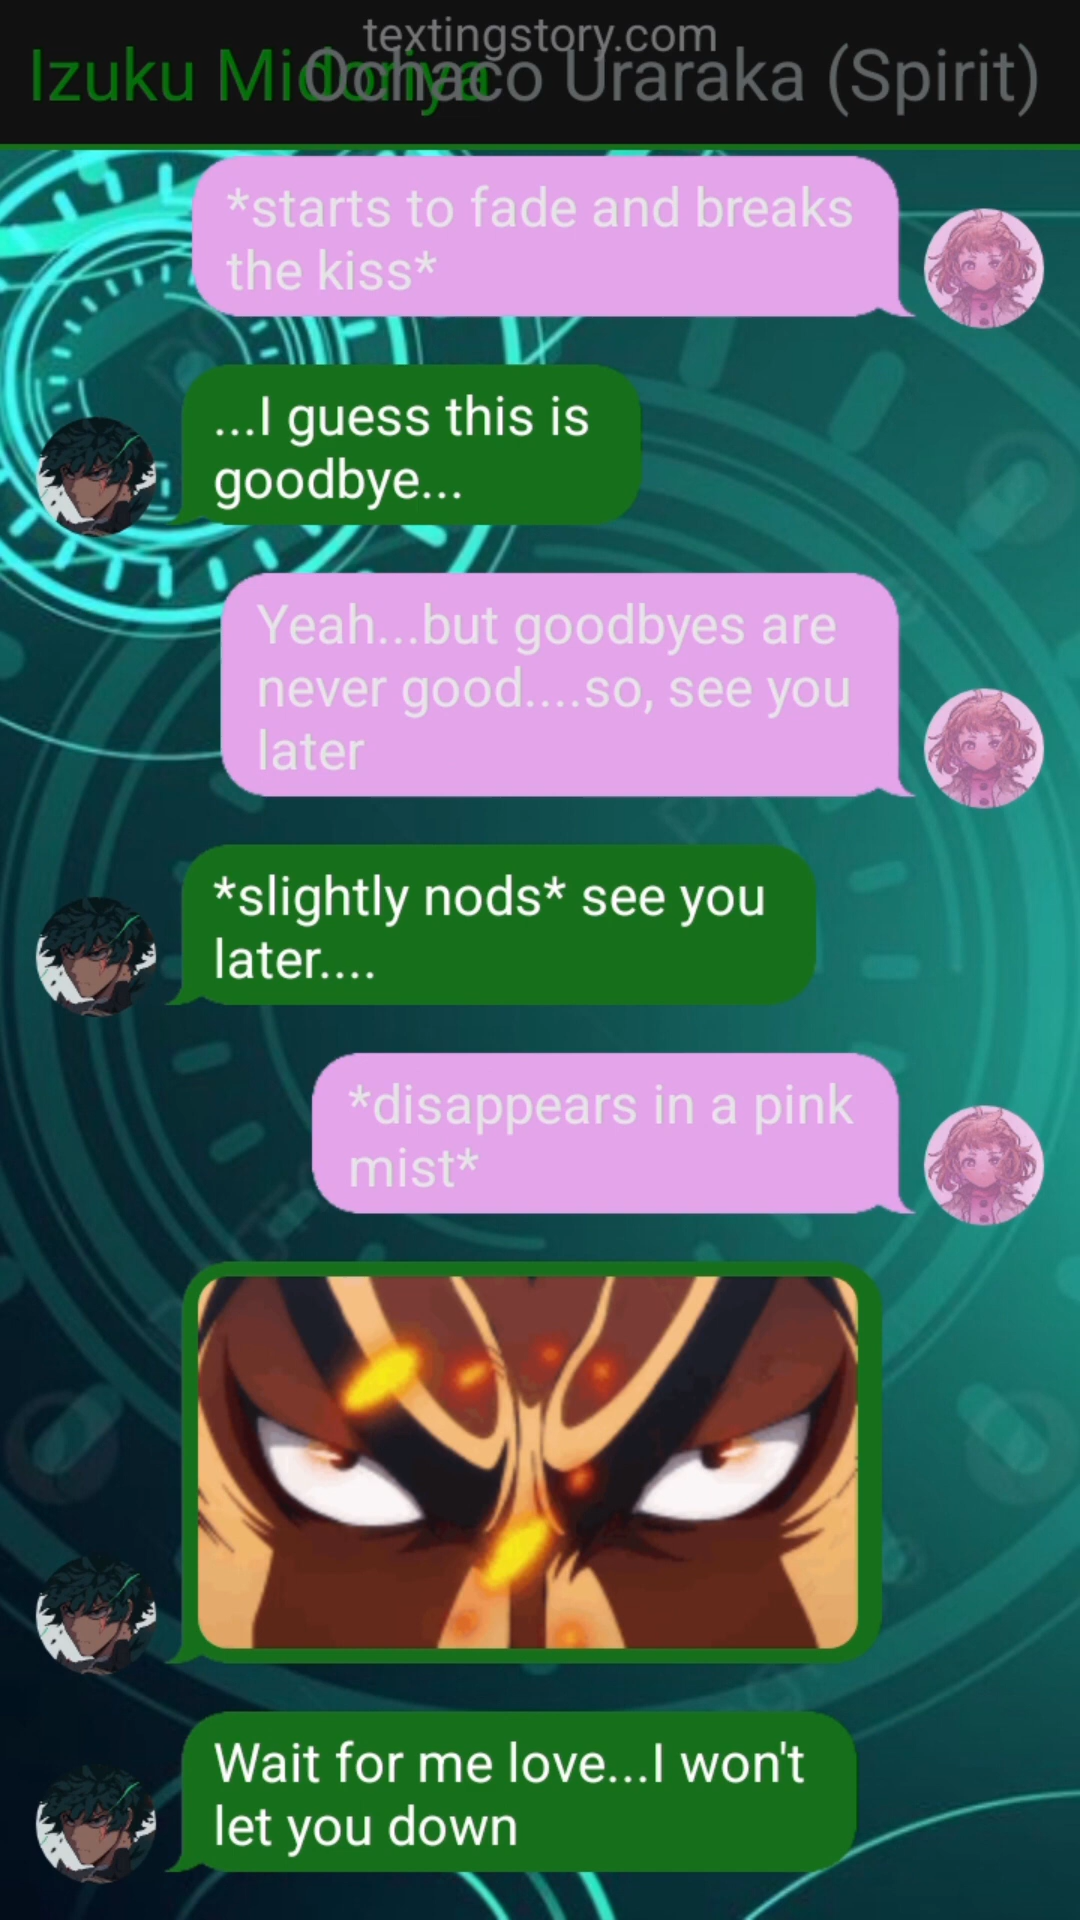 textingstory.com
Izuku Midoriya
Ochaco Uraraka (Spirit)
*starts to fade and breaks
the kiss*
...I guess this is
goodbye...
Yeah...but goodbyes are
never good....so, see you
later
*slightly nods* see you
later....
*disappears in a pink
mist*
Wait for me love...I won't
let you down